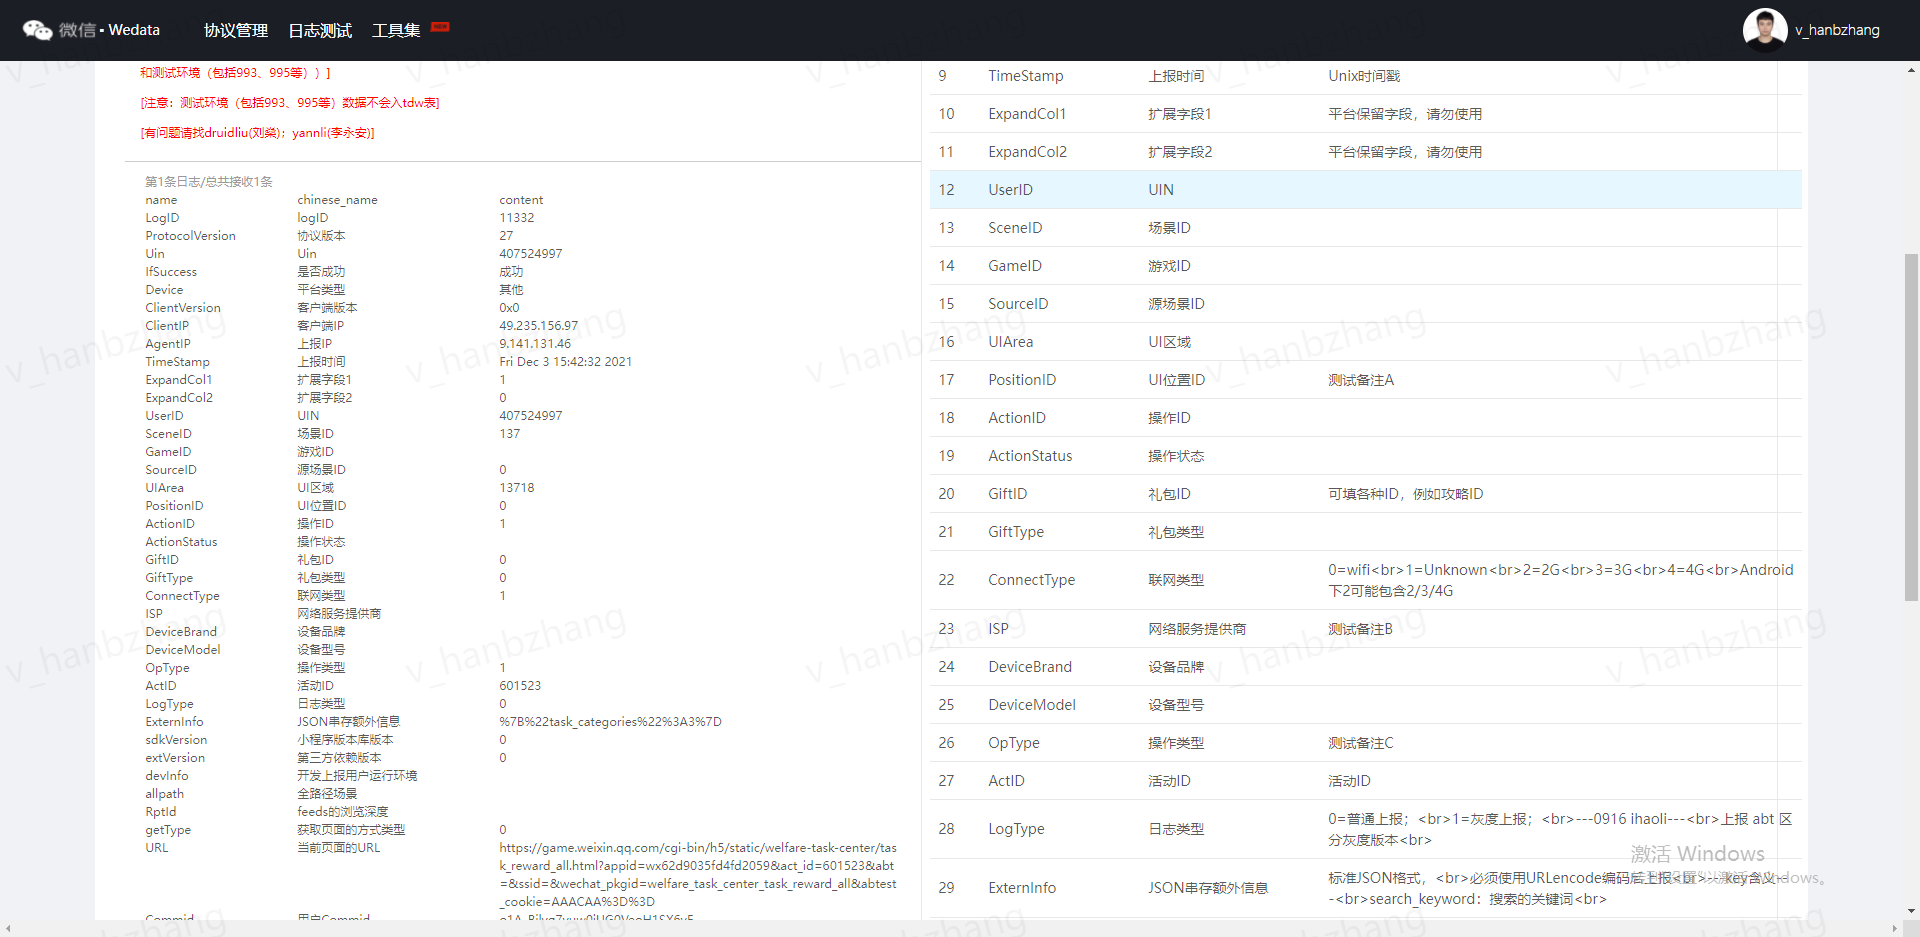 微信 · Wedata 协议管理 日志测试 工具集 NEW v_hanbzhang
和测试环境（包括993、995等））]
[注意：测试环境（包括993、995等）数据不会入tdw表]
[有问题请找druidliu(刘燊)；yannli(李永安)]
第1条日志/总共接收1条
name chinese_name content
LogID logID 11332
ProtocolVersion 协议版本 27
Uin Uin 407524997
IfSuccess 是否成功 成功
Device 平台类型 其他
ClientVersion 客户端版本 0x0
ClientIP 客户端IP 49.235.156.97
AgentIP 上报IP 9.141.131.46
TimeStamp 上报时间 Fri Dec 3 15:42:32 2021
ExpandCol1 扩展字段1 1
ExpandCol2 扩展字段2 0
UserID UIN 407524997
SceneID 场景ID 137
GameID 游戏ID
SourceID 源场景ID 0
UIArea UI区域 13718
PositionID UI位置ID 0
ActionID 操作ID 1
ActionStatus 操作状态
GiftID 礼包ID 0
GiftType 礼包类型 0
ConnectType 联网类型 1
ISP 网络服务提供商
DeviceBrand 设备品牌
DeviceModel 设备型号
OpType 操作类型 1
ActID 活动ID 601523
LogType 日志类型 0
ExternInfo JSON串存额外信息 %7B%22task_categories%22%3A3%7D
sdkVersion 小程序版本库版本 0
extVersion 第三方依赖版本 0
devInfo 开发上报用户运行环境
allpath 全路径场景
RptId feeds的浏览深度
getType 获取页面的方式类型 0
URL 当前页面的URL https://game.weixin.qq.com/cgi-bin/h5/static/welfare-task-center/tas
k_reward_all.html?appid=wx62d9035fd4fd2059&act_id=601523&abt
=&ssid=&wechat_pkgid=welfare_task_center_task_reward_all&abtest
_cookie=AAACAA%3D%3D
Commid 用户Commid
9 TimeStamp 上报时间 Unix时间戳
10 ExpandCol1 扩展字段1 平台保留字段，请勿使用
11 ExpandCol2 扩展字段2 平台保留字段，请勿使用
12 UserID UIN
13 SceneID 场景ID
14 GameID 游戏ID
15 SourceID 源场景ID
16 UIArea UI区域
17 PositionID UI位置ID 测试备注A
18 ActionID 操作ID
19 ActionStatus 操作状态
20 GiftID 礼包ID 可填各种ID，例如攻略ID
21 GiftType 礼包类型
22 ConnectType 联网类型 0=wifi<br>1=Unknown<br>2=2G<br>3=3G<br>4=4G<br>Android
下2可能包含2/3/4G
23 ISP 网络服务提供商 测试备注B
24 DeviceBrand 设备品牌
25 DeviceModel 设备型号
26 OpType 操作类型 测试备注C
27 ActID 活动ID 活动ID
28 LogType 日志类型 0=普通上报；<br>1=灰度上报；<br>---0916 ihaoli---<br>上报 abt 区
分灰度版本<br>
29 ExternInfo JSON串存额外信息 标准JSON格式，<br>必须使用URLencode编码后上报<br>---key含义--
-<br>search_keyword：搜索的关键词<br>
激活 Windows
v_hanbzhang